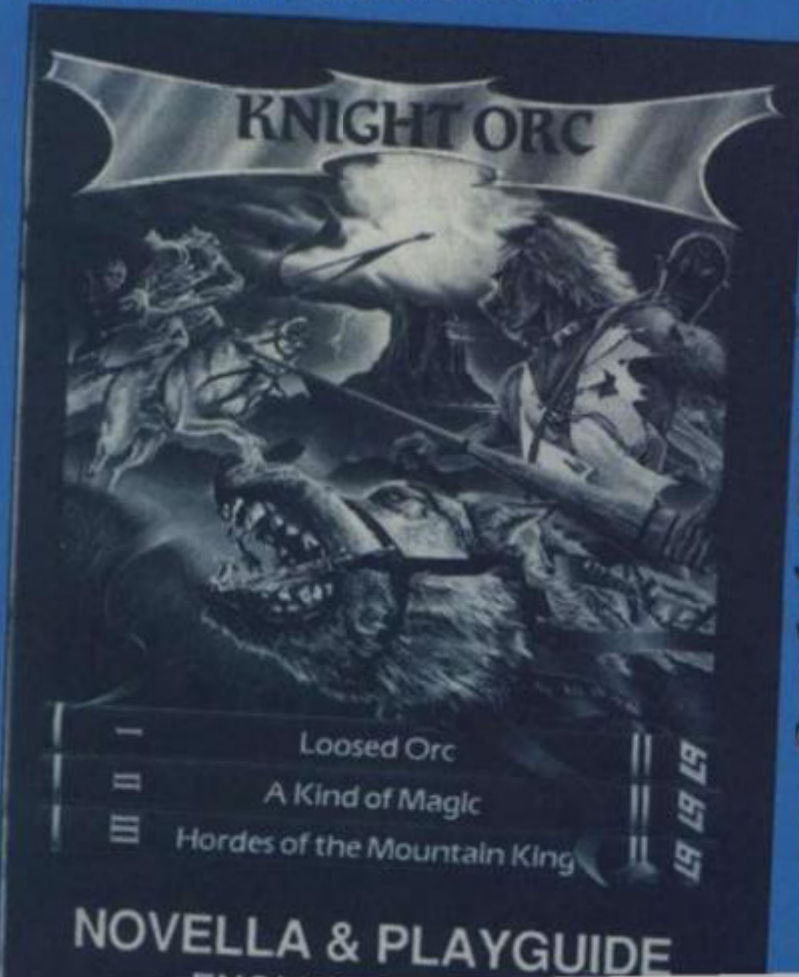 KNIGHT ORC
I Loosed Orc
II A Kind of Magic
III Hordes of the Mountain King
NOVELLA & PLAYGUIDE